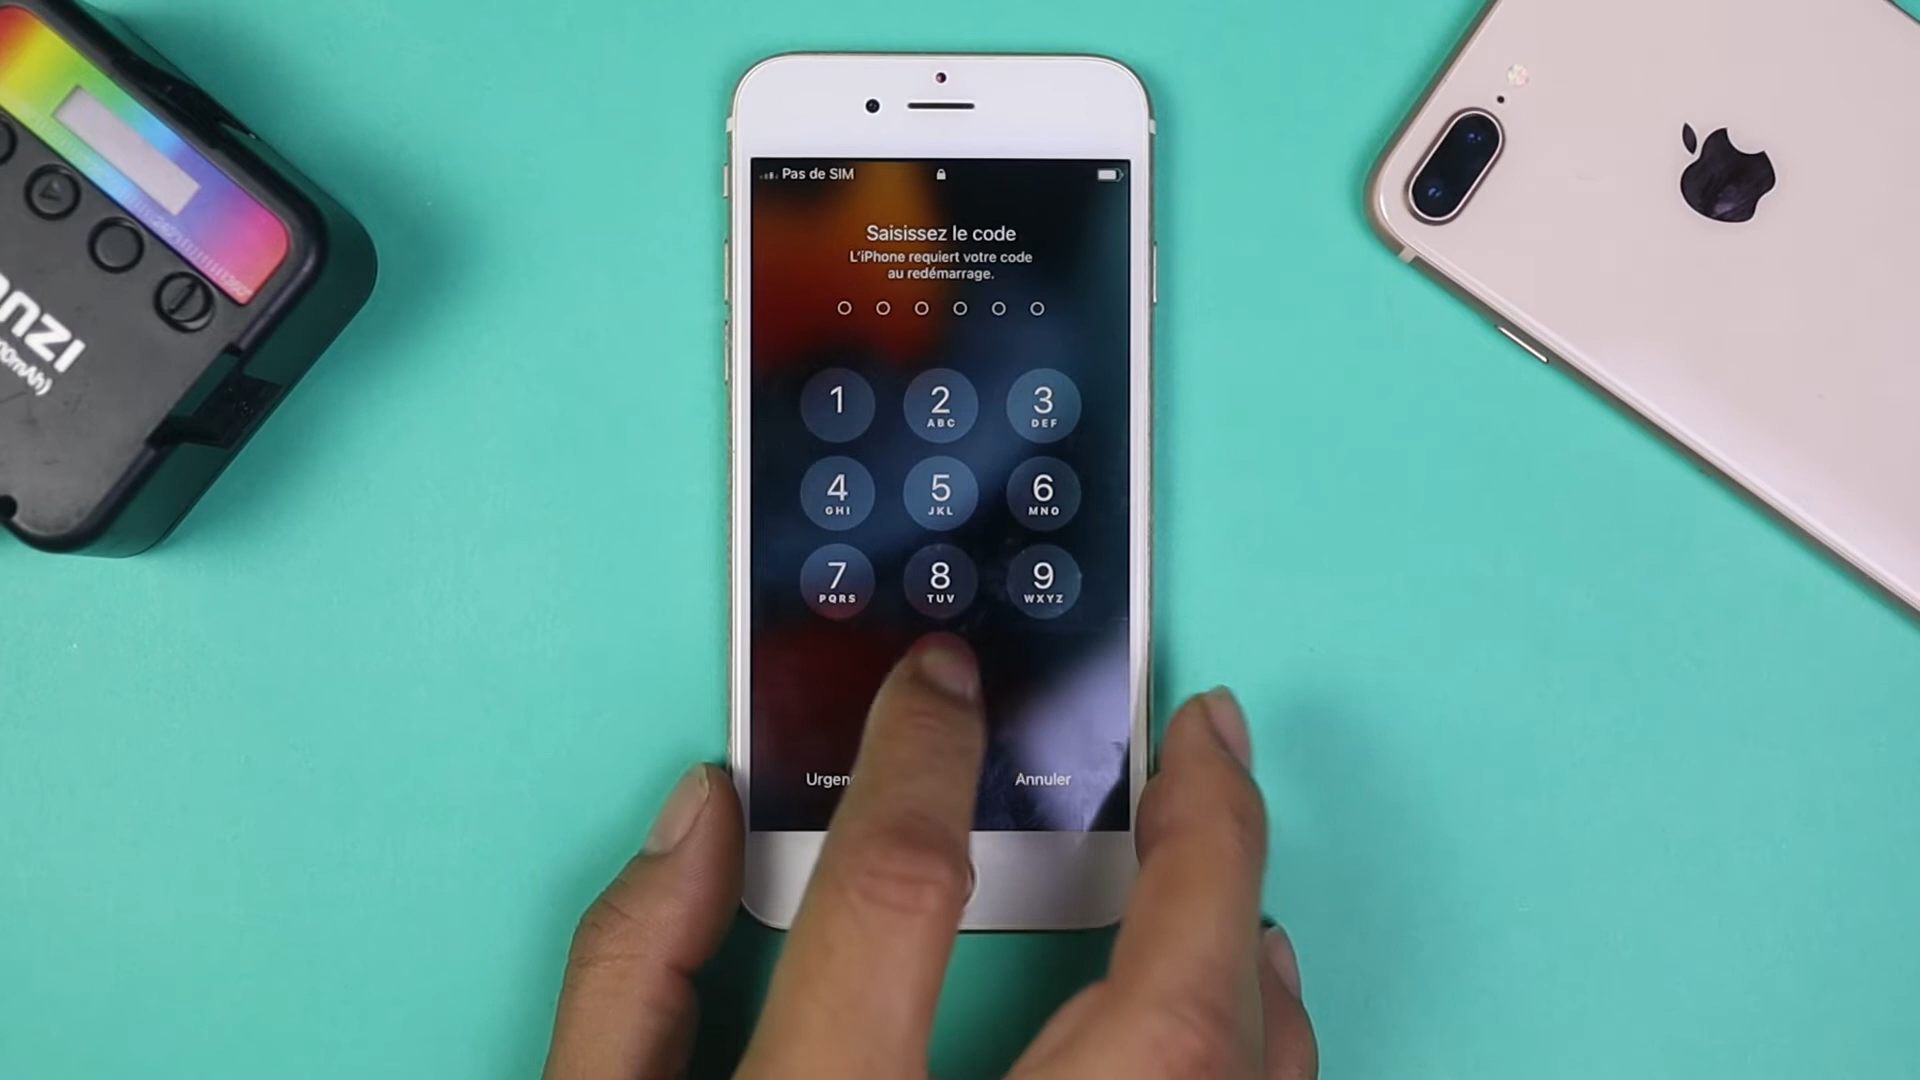 Pas de SIM
Saisissez le code
L'iPhone requiert votre code
au redémarrage.
1
2
ABC
3
DEF
4
GHI
5
JKL
6
MNO
7
PQRS
8
TUV
9
WXYZ
Annuler